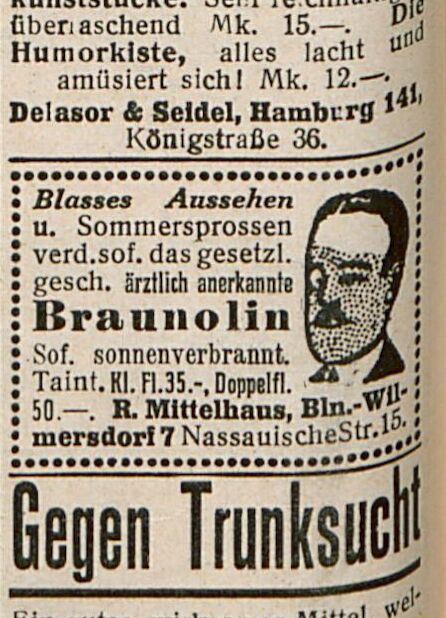 überraschend Mk. 15.—. Die
Humorkiste, alles lacht und
amüsiert sich! Mk. 12.—.
Delasor & Seidel, Hamburg 141,
Königstraße 36.
Blasses Aussehen
u. Sommersprossen
verd.sof. das gesetzl.
gesch. ärztlich anerkannte
Braunolin
Sof. sonnenverbrannt.
Taint. Kl. Fl.35.-, Doppelfl.
50.—. R. Mittelhaus, Bln.-Wil-
mersdorf 7 Nassauische Str. 15.
Gegen Trunksucht
Mittel wel-